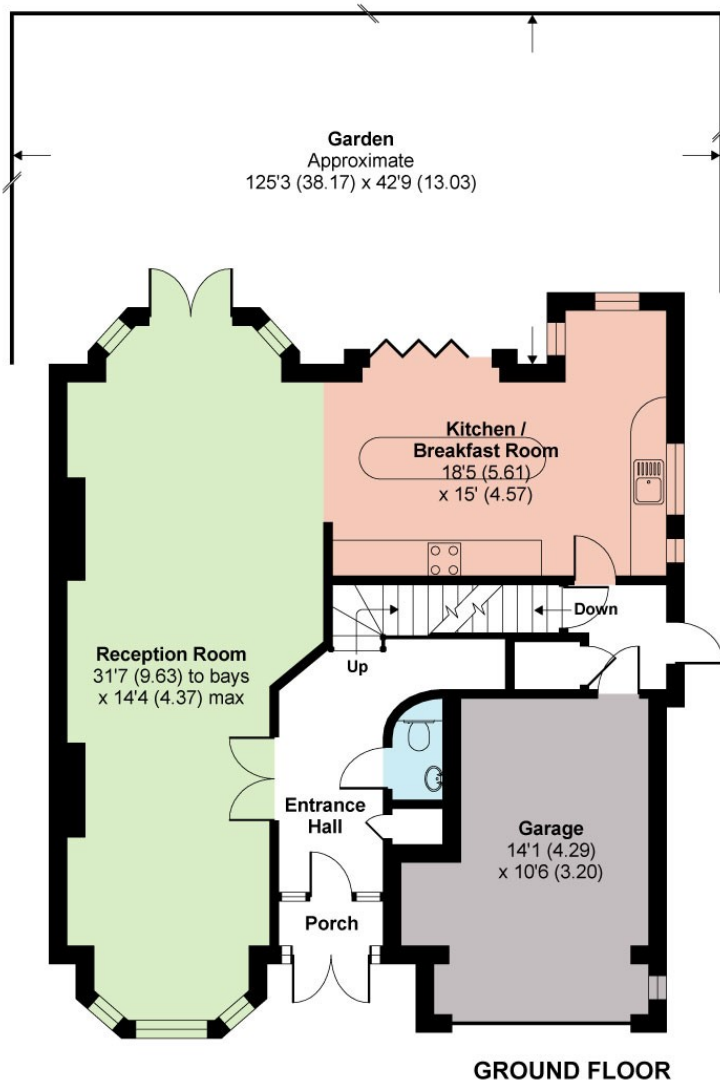 Garden
Approximate
125'3 (38.17) x 42'9 (13.03)
Kitchen /
Breakfast Room
18'5 (5.61)
x 15' (4.57)
Down
Up
Reception Room
31'7 (9.63) to bays
x 14'4 (4.37) max
Entrance
Hall
Garage
14'1 (4.29)
x 10'6 (3.20)
Porch
GROUND FLOOR